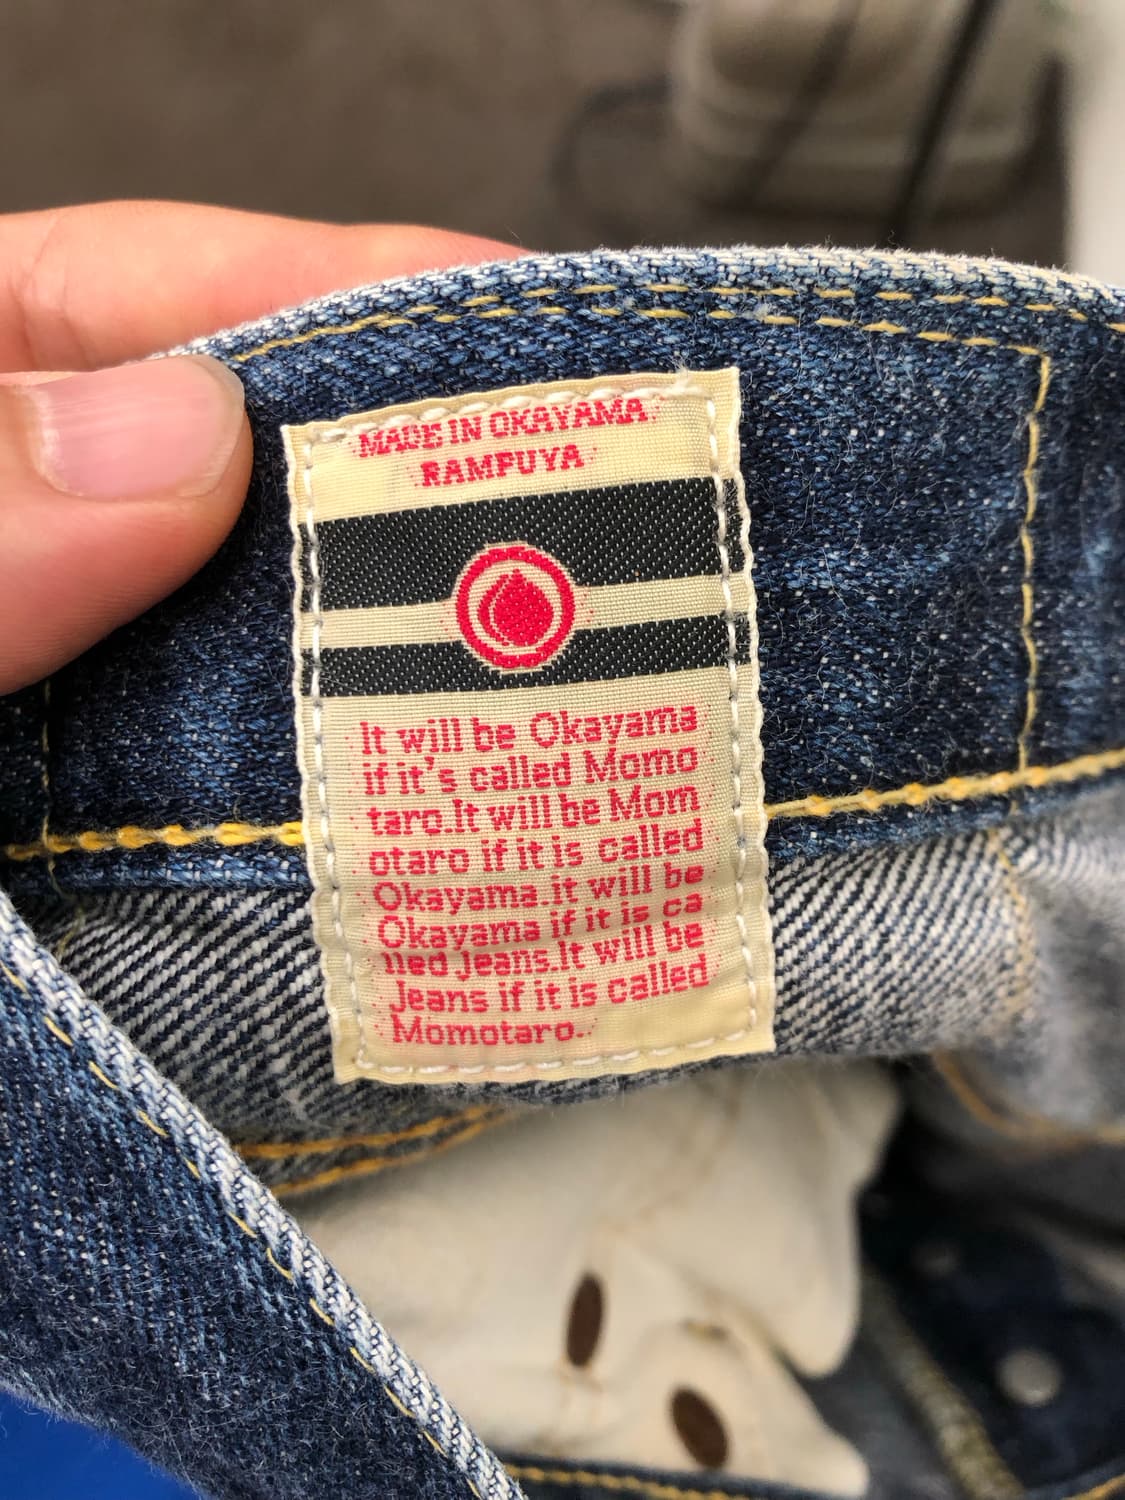 MADE IN OKAYAMA
RAMPUYA
It will be Okayama
if it's called Momo
taro.It will be Mom
otaro if it is called
Okayama.it will be
Okayama if it is ca
lled Jeans.It will be
Jeans if it is called
Momotaro.